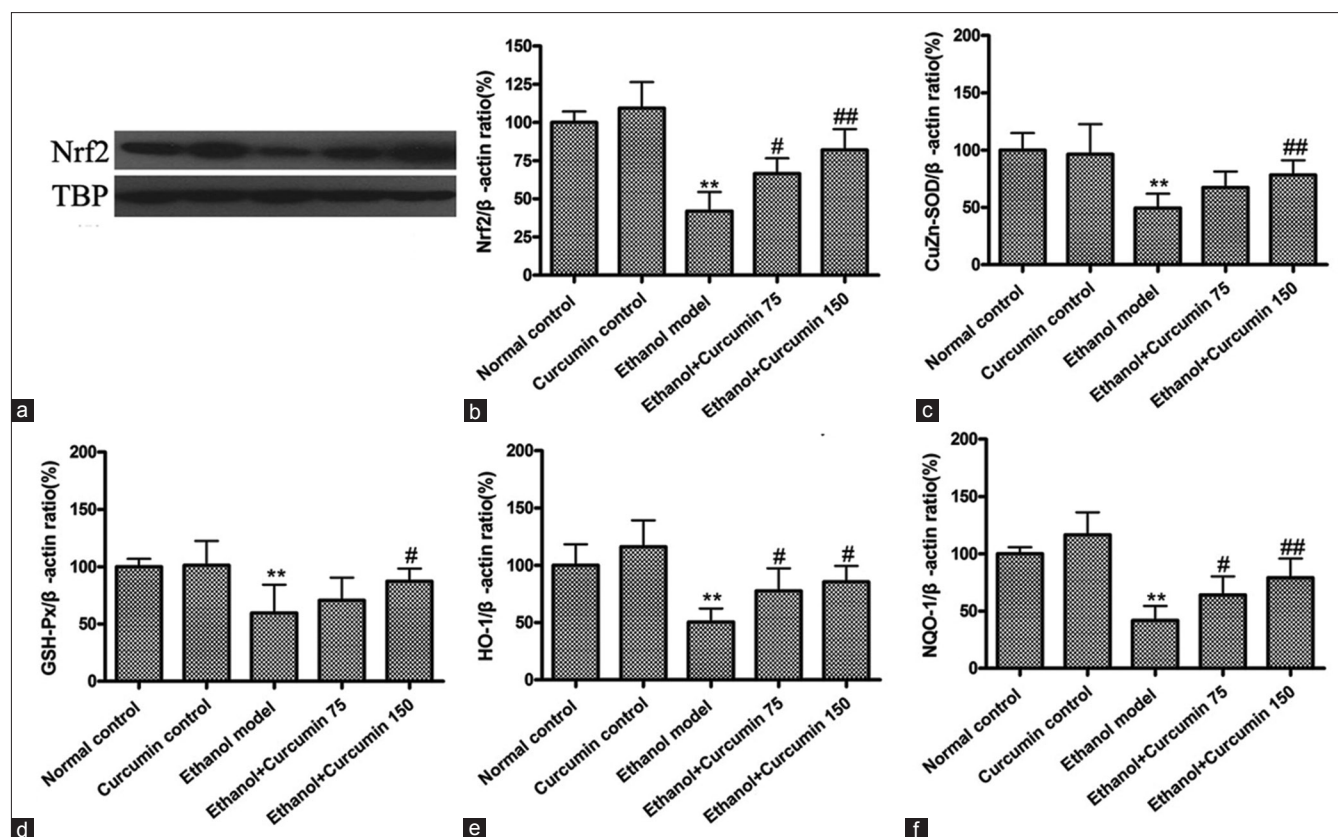 Nrf2
TBP
a
Nrf2/β -actin ratio(%)
150
125
100
75
50
25
0
**
#
##
Normal control
Curcumin control
Ethanol model
Ethanol+Curcumin 75
Ethanol+Curcumin 150
b
CuZn-SOD/β -actin ratio(%)
200
150
100
50
0
**
##
Normal control
Curcumin control
Ethanol model
Ethanol+Curcumin 75
Ethanol+Curcumin 150
c
GSH-Px/β -actin ratio(%)
200
150
100
50
0
**
#
Normal control
Curcumin control
Ethanol model
Ethanol+Curcumin 75
Ethanol+Curcumin 150
d
HO-1/β -actin ratio(%)
200
150
100
50
0
**
#
#
Normal control
Curcumin control
Ethanol model
Ethanol+Curcumin 75
Ethanol+Curcumin 150
e
NQO-1/β -actin ratio(%)
200
150
100
50
0
**
#
##
Normal control
Curcumin control
Ethanol model
Ethanol+Curcumin 75
Ethanol+Curcumin 150
f